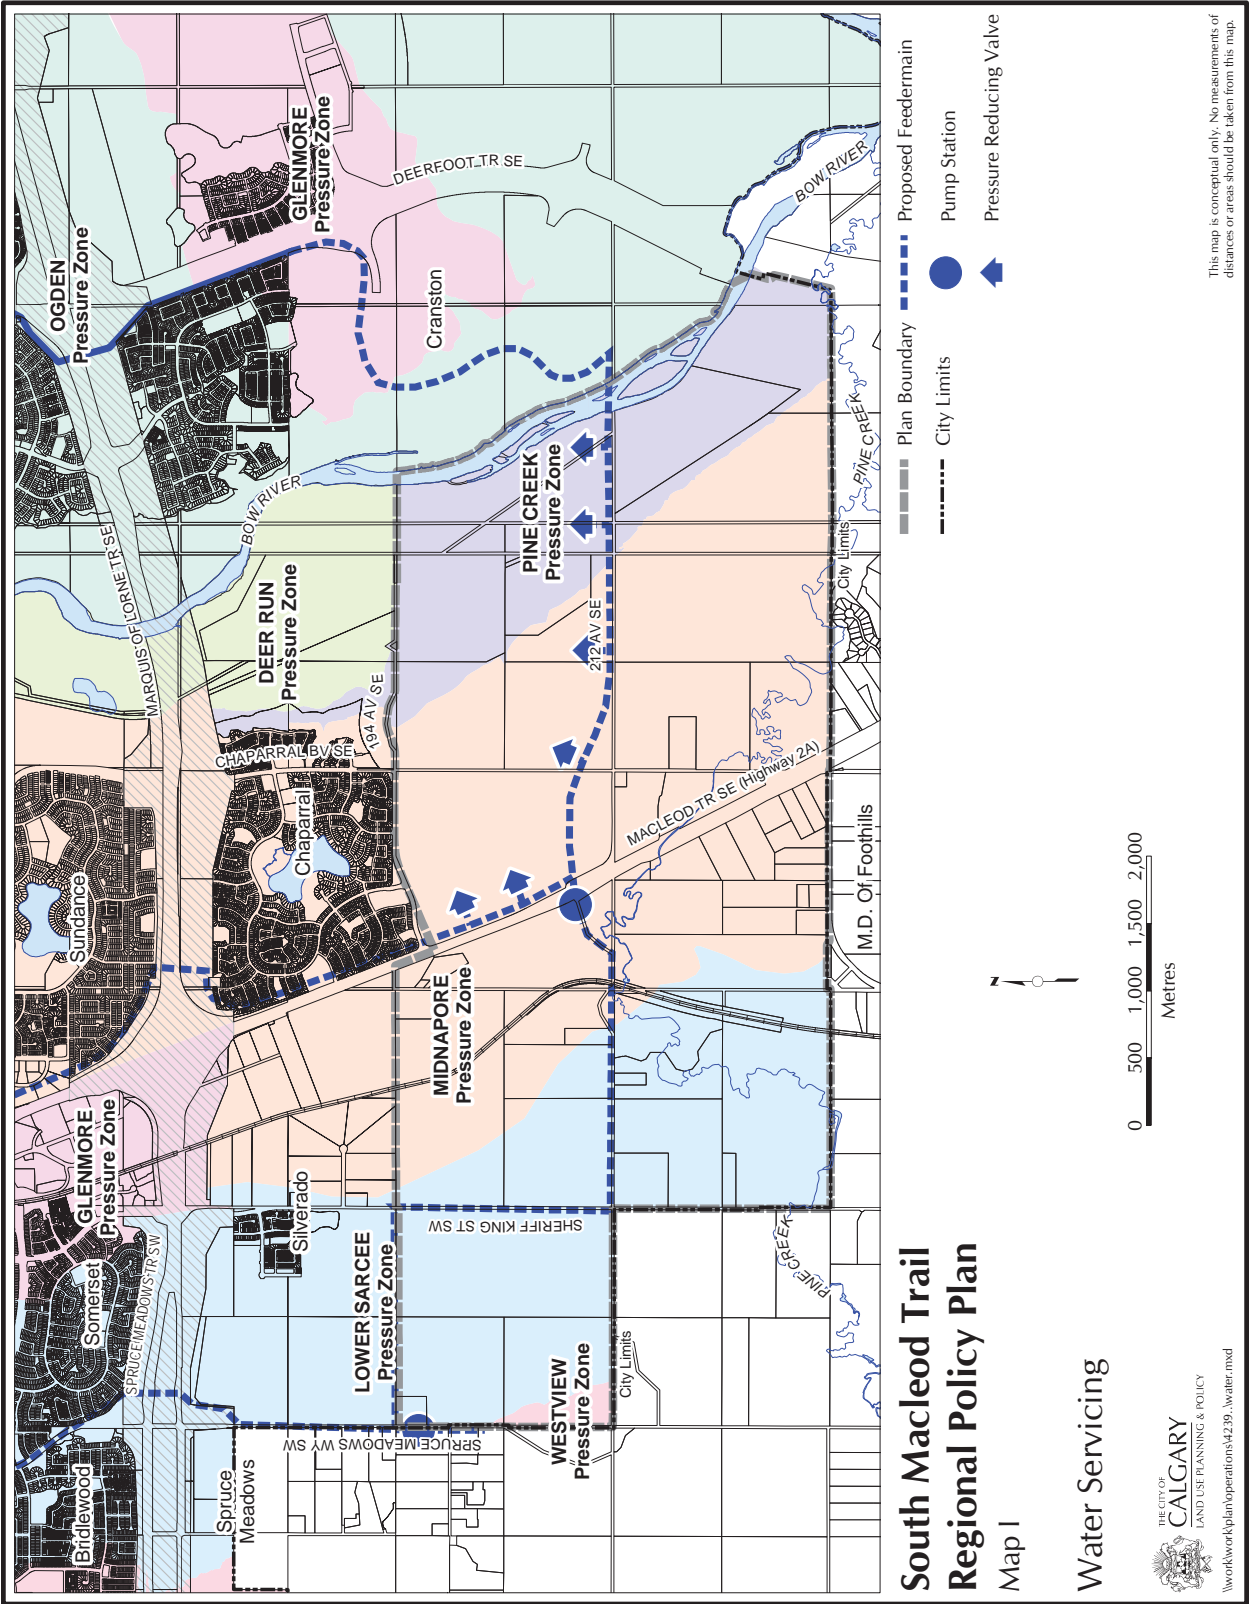 OGDEN
Pressure Zone
GLENMORE
Pressure Zone
DEERFOOT TR SE
Cranston
BOW RIVER
BOW RIVER
MARQUIS OF LORNE TR SE
DEER RUN
Pressure Zone
PINE CREEK
Pressure Zone
212 AV SE
194 AV SE
CHAPARRAL BV SE
Chaparral
Sundance
MACLEOD TR SE (Highway 2A)
PINE CREEK
City Limits
M.D. Of Foothills
MIDNAPORE
Pressure Zone
GLENMORE
Pressure Zone
Silverado
SHERIFF KING ST SW
LOWER SARCEE
Pressure Zone
Somerset
SPRUCE MEADOWS TR SW
WESTVIEW
Pressure Zone
City Limits
PINE CREEK
SPRUCE MEADOWS WY SW
Bridlewood
Spruce
Meadows
South Macleod Trail
Regional Policy Plan
Map I
Water Servicing
Plan Boundary
City Limits
Proposed Feedermain
Pump Station
Pressure Reducing Valve
N
0 500 1,000 1,500 2,000
Metres
THE CITY OF
CALGARY
LAND USE PLANNING & POLICY
\\work\work\plan\operations\4239...\water.mxd
This map is conceptual only. No measurements of
distances or areas should be taken from this map.